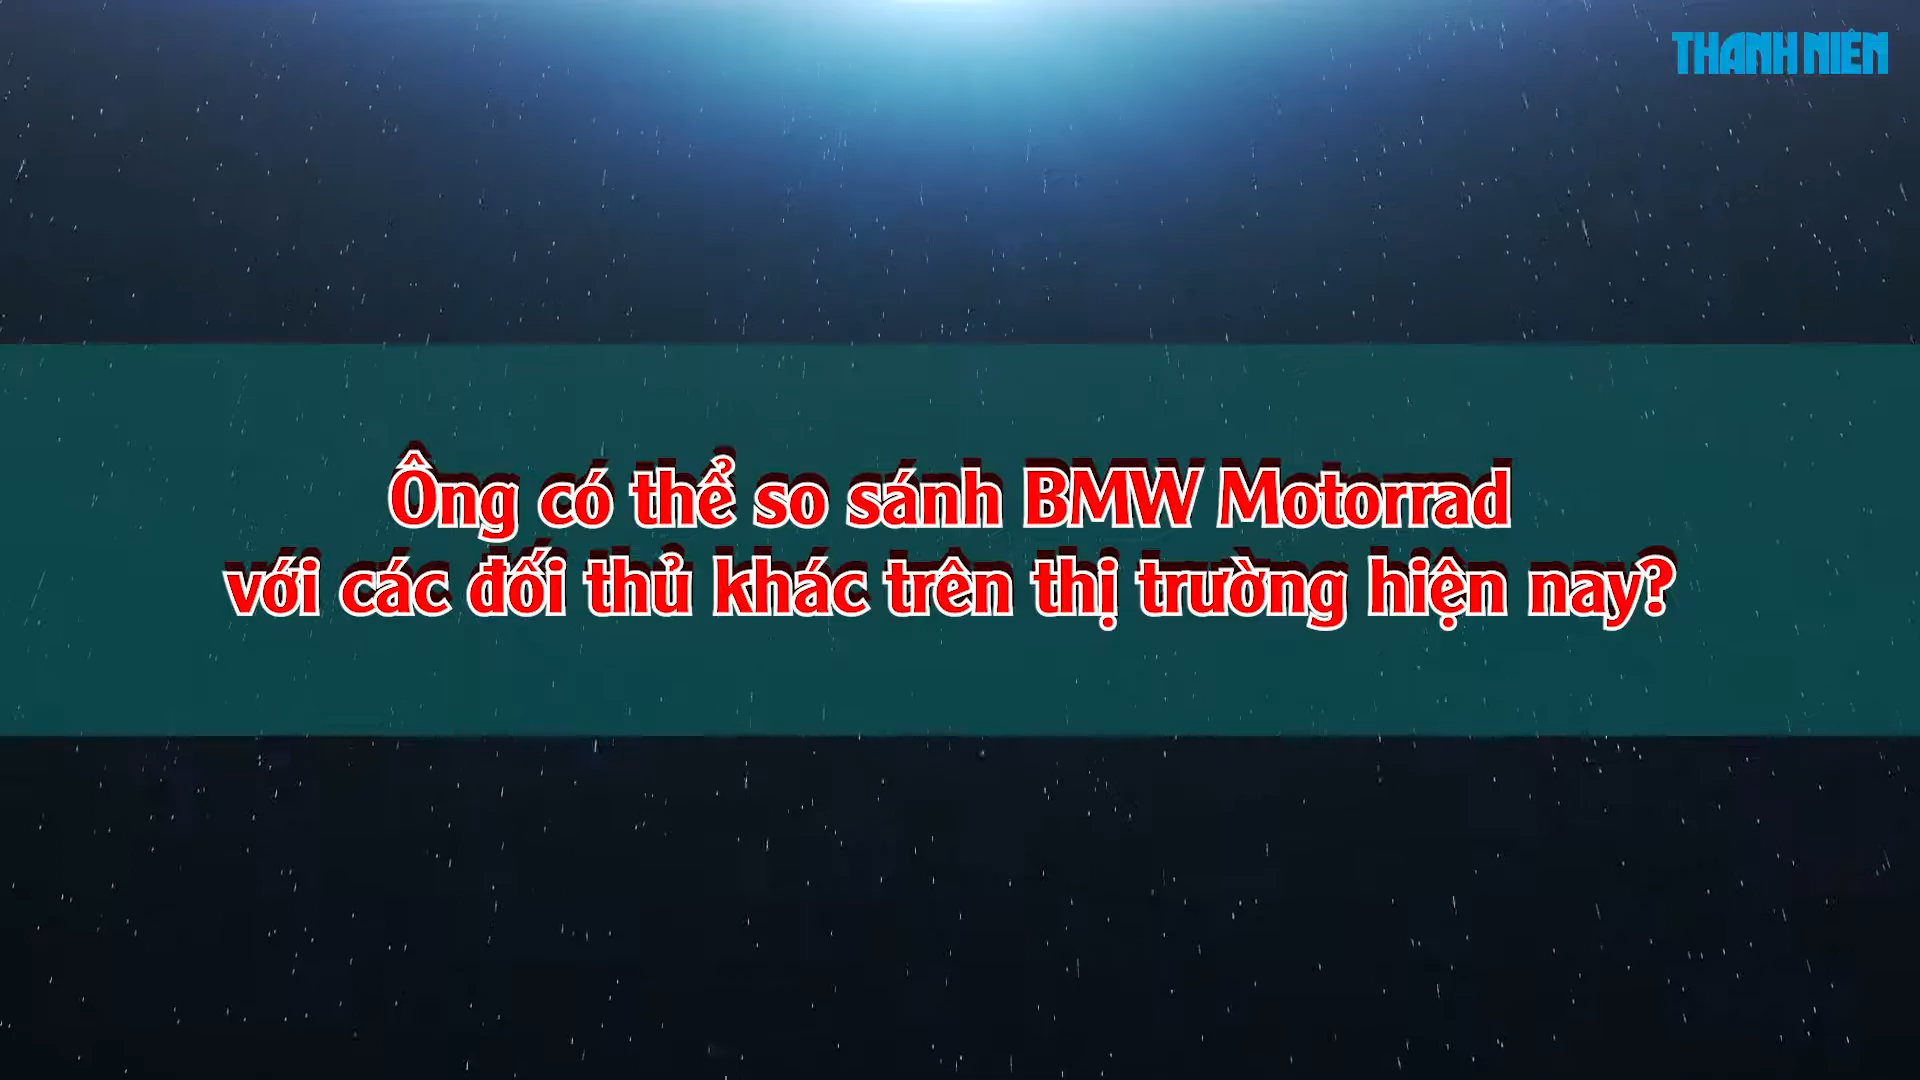 THANH NIÊN
Ông có thể so sánh BMW Motorrad
với các đối thủ khác trên thị trường hiện nay?